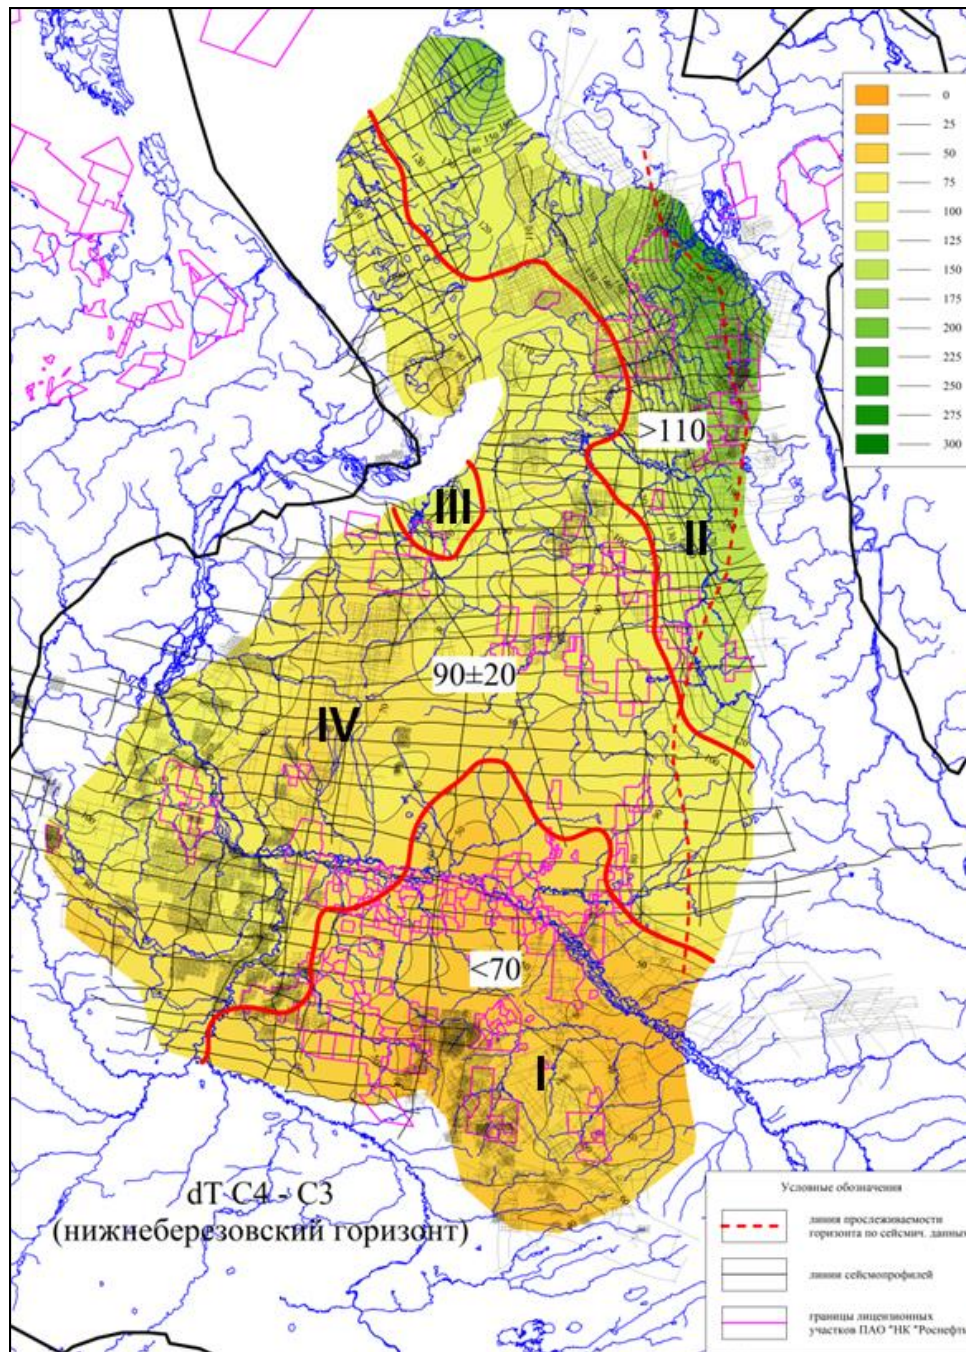 0
25
50
75
100
125
150
175
200
225
250
275
300
>110
III
II
90±20
IV
<70
I
dT C4 - C3
(нижнеберезовский горизонт)
Условные обозначения
линия прослеживаемости
горизонта по сейсмич. данных
линии сейсмопрофилей
границы лицензионных
участков ПАО "НК "Роснефть